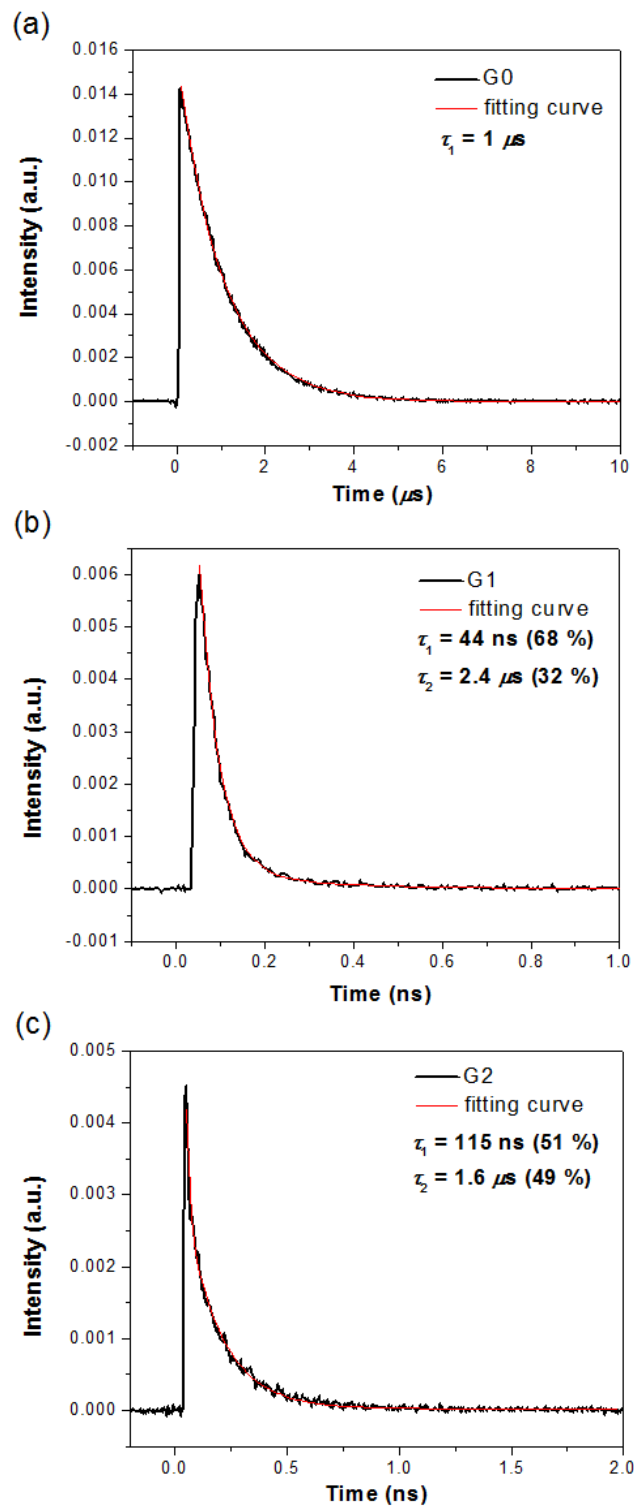 (a)
0.016
0.014
0.012
0.010
0.008
0.006
0.004
0.002
0.000
-0.002
Intensity (a.u.)
G0
fitting curve
τ1 = 1 μs
0 2 4 6 8 10
Time (μs)
(b)
0.006
0.005
0.004
0.003
0.002
0.001
0.000
-0.001
Intensity (a.u.)
G1
fitting curve
τ1 = 44 ns (68 %)
τ2 = 2.4 μs (32 %)
0.0 0.2 0.4 0.6 0.8 1.0
Time (ns)
(c)
0.005
0.004
0.003
0.002
0.001
0.000
Intensity (a.u.)
G2
fitting curve
τ1 = 115 ns (51 %)
τ2 = 1.6 μs (49 %)
0.0 0.5 1.0 1.5 2.0
Time (ns)